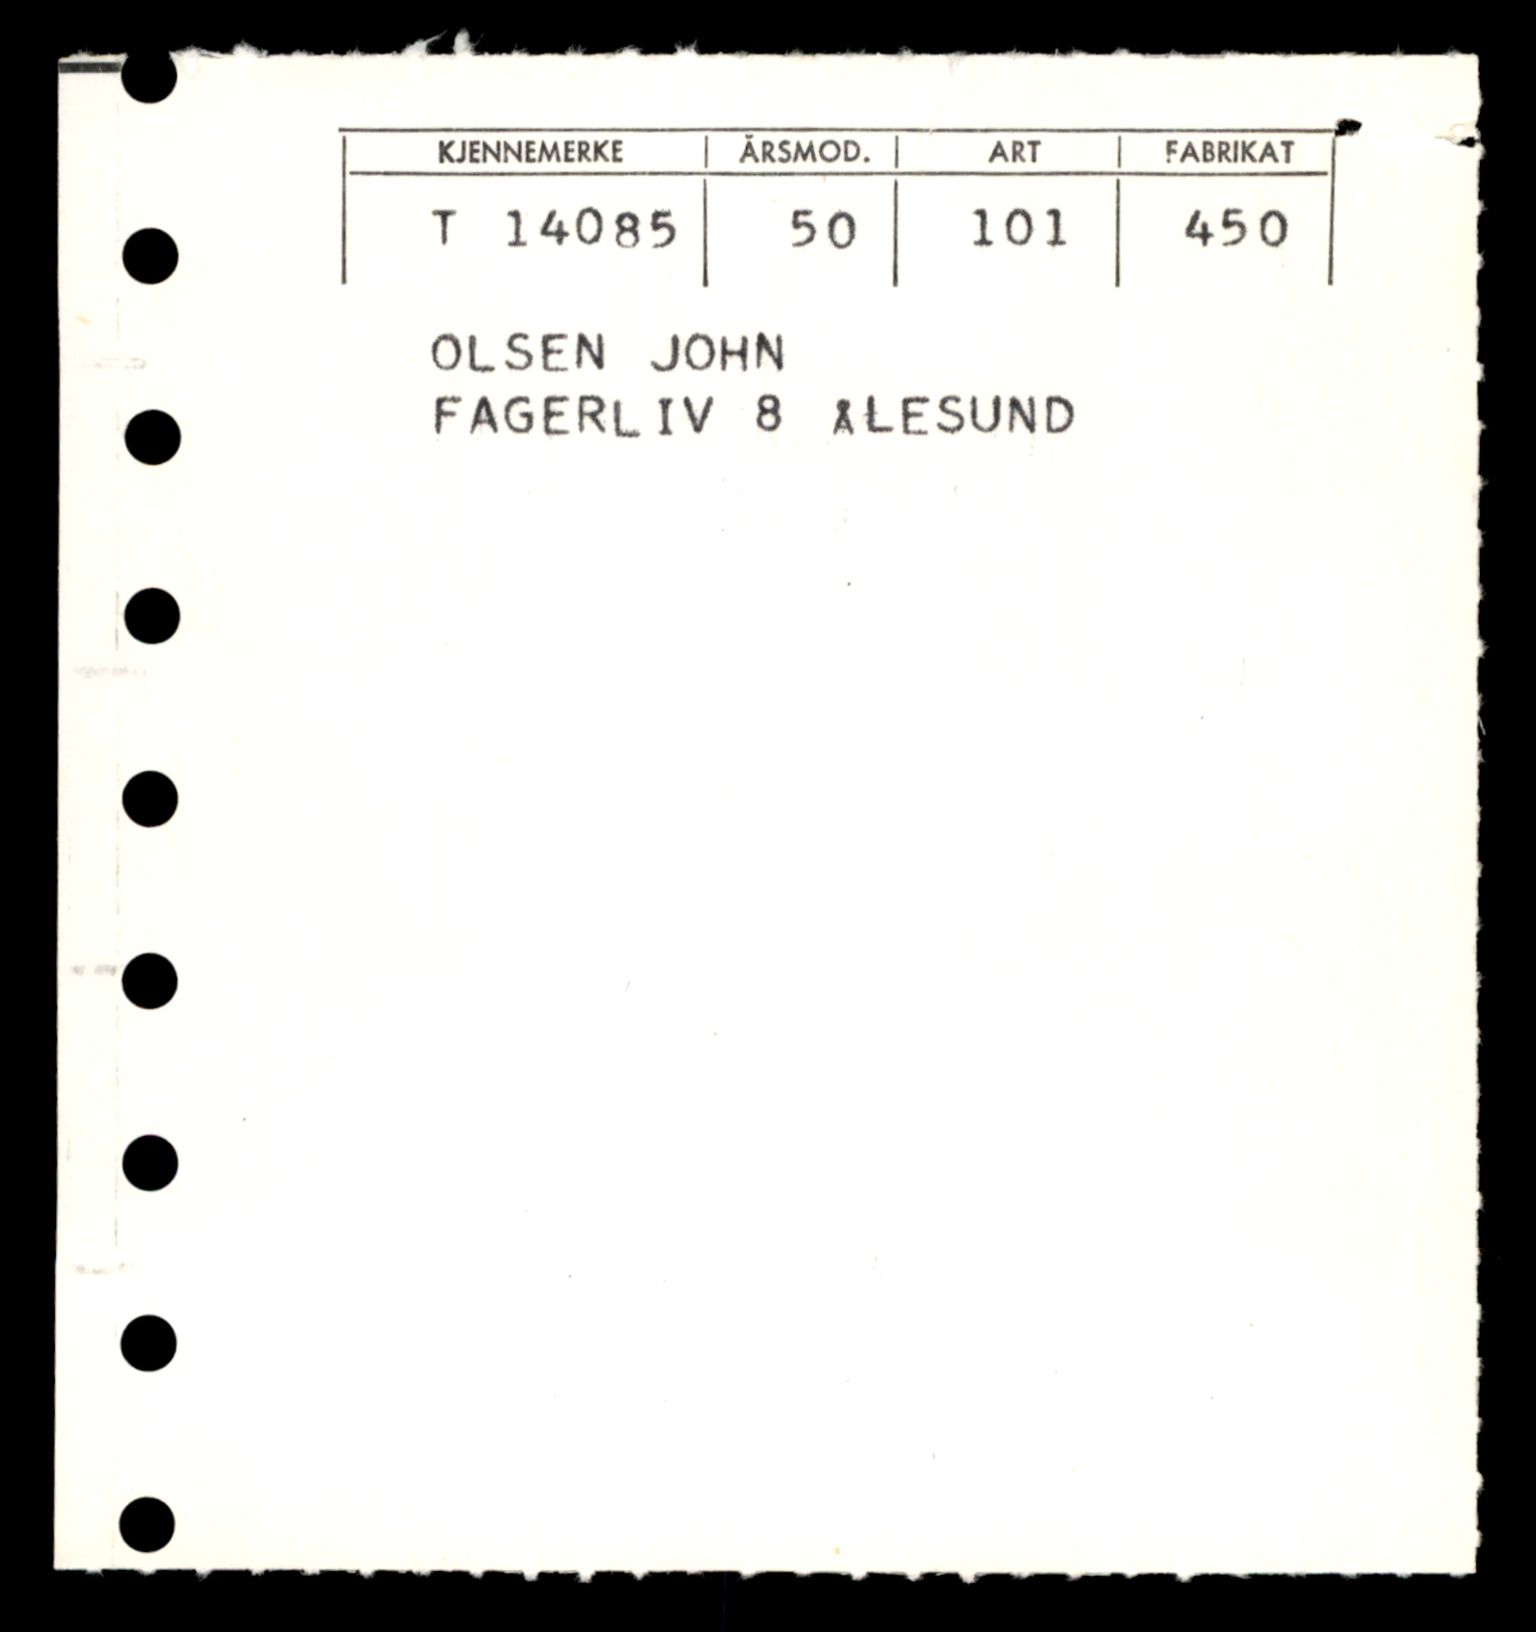 KJENNEMERKE ÅRSMOD. ART FABRIKAT
T 14085 50 101 450
OLSEN JOHN
FAGERLIV 8 ÅLESUND